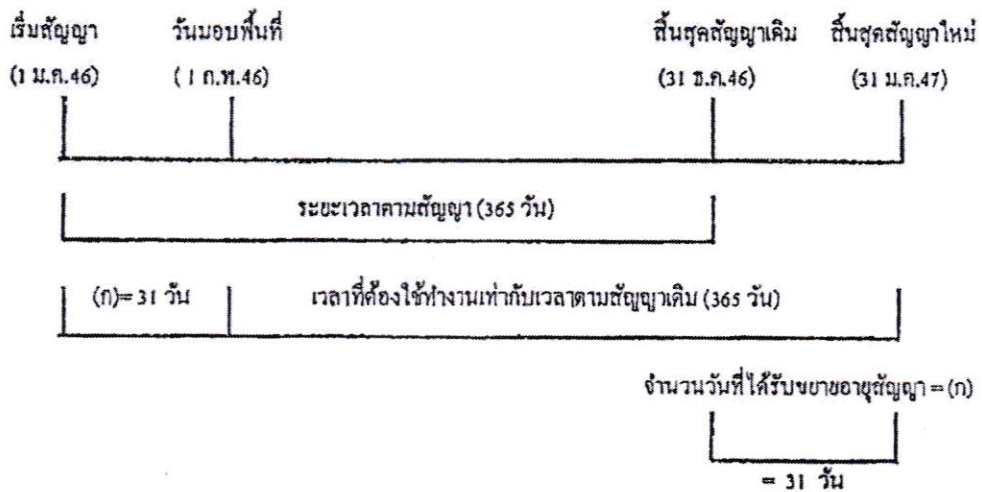 เริ่มสัญญา วันมอบพื้นที่ สิ้นสุดสัญญาเดิม สิ้นสุดสัญญาใหม่
(1 ม.ค.46) (1 ก.พ.46) (31 ธ.ค.46) (31 ม.ค.47)
ระยะเวลาตามสัญญา (365 วัน)
(ก)= 31 วัน เวลาที่ต้องใช้ทำงานเท่ากับเวลาตามสัญญาเดิม (365 วัน)
จำนวนวันที่ได้รับขยายอายุสัญญา = (ก)
= 31 วัน